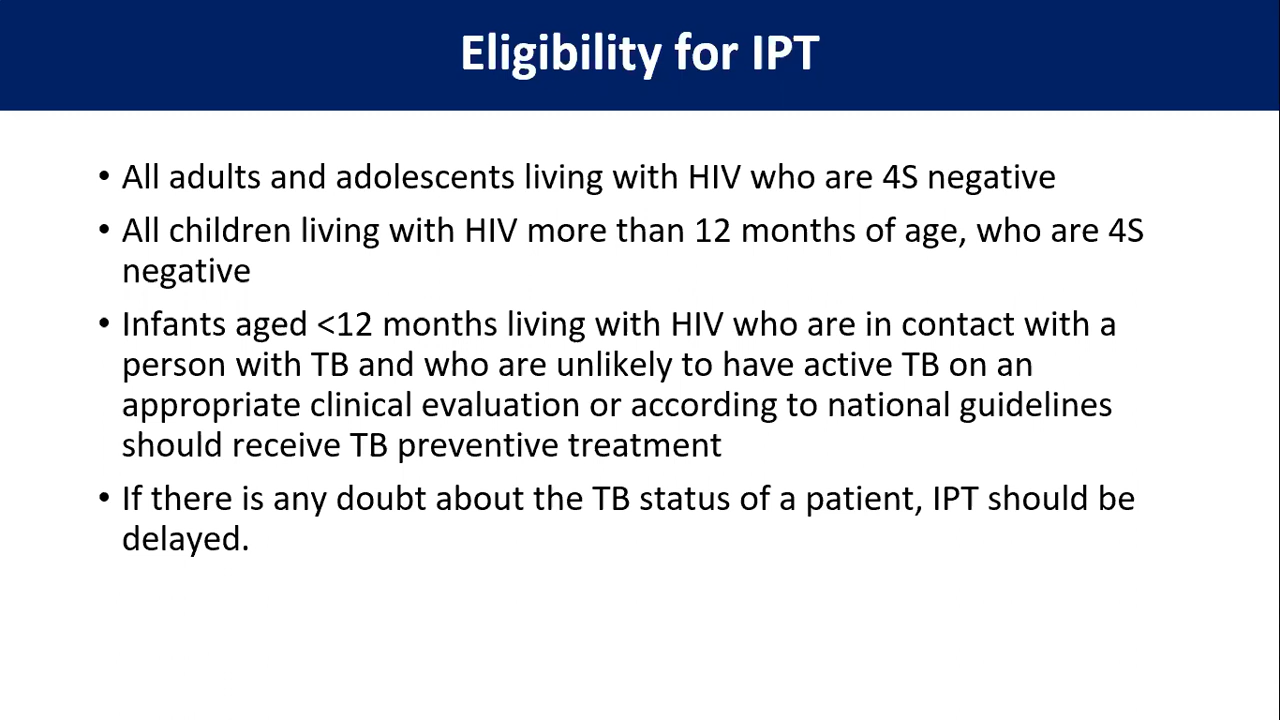 Eligibility for IPT
• All adults and adolescents living with HIV who are 4S negative
• All children living with HIV more than 12 months of age, who are 4S
negative
• Infants aged <12 months living with HIV who are in contact with a
person with TB and who are unlikely to have active TB on an
appropriate clinical evaluation or according to national guidelines
should receive TB preventive treatment
• If there is any doubt about the TB status of a patient, IPT should be
delayed.